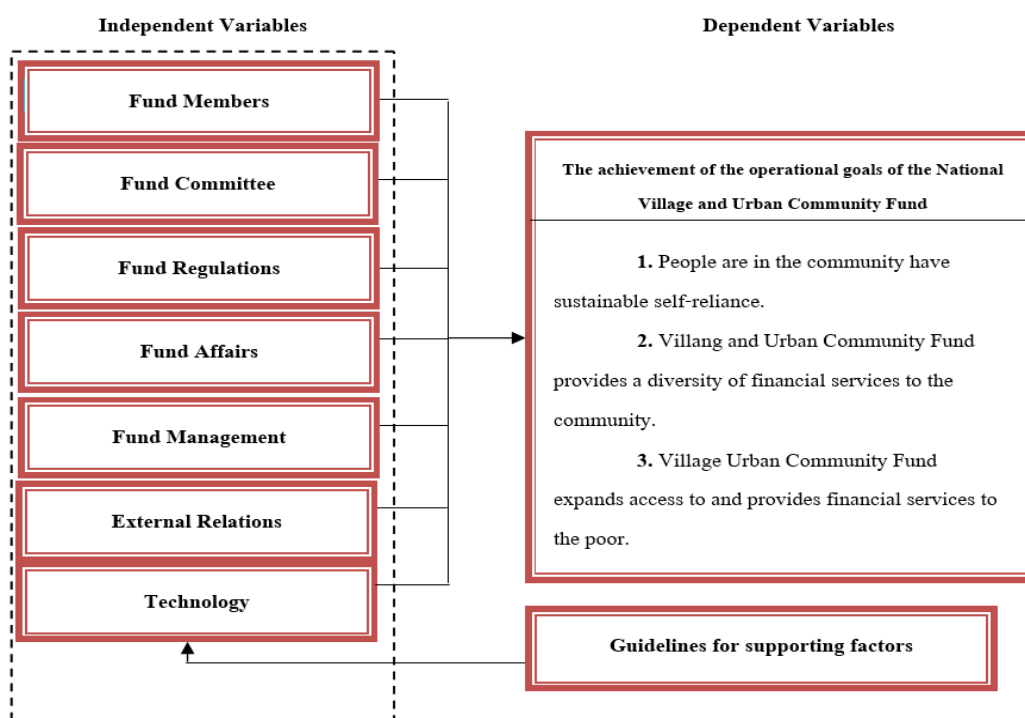 Independent Variables
Dependent Variables
Fund Members
Fund Committee
Fund Regulations
Fund Affairs
Fund Management
External Relations
Technology
The achievement of the operational goals of the National
Village and Urban Community Fund
1. People are in the community have
sustainable self-reliance.
2. Villang and Urban Community Fund
provides a diversity of financial services to the
community.
3. Village Urban Community Fund
expands access to and provides financial services to
the poor.
Guidelines for supporting factors